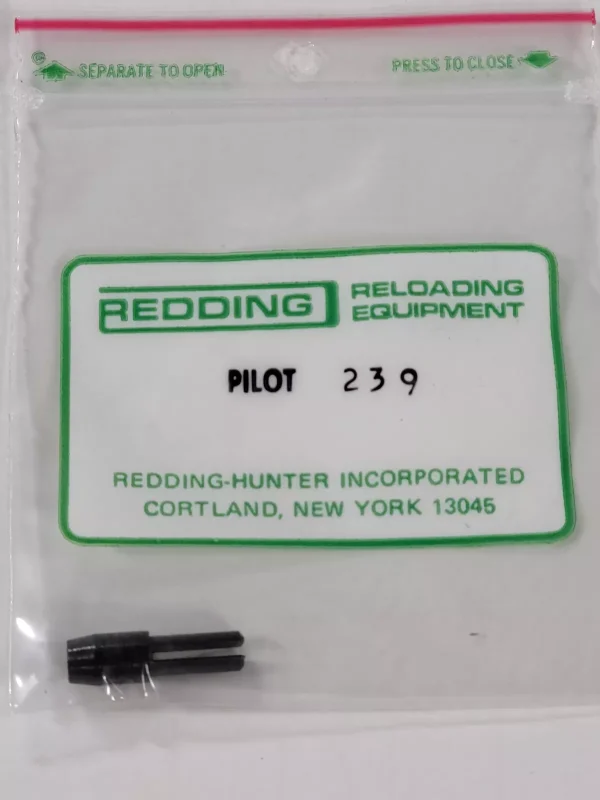 SEPARATE TO OPEN
PRESS TO CLOSE
REDDING RELOADING
EQUIPMENT
PILOT 239
REDDING-HUNTER INCORPORATED
CORTLAND, NEW YORK 13045